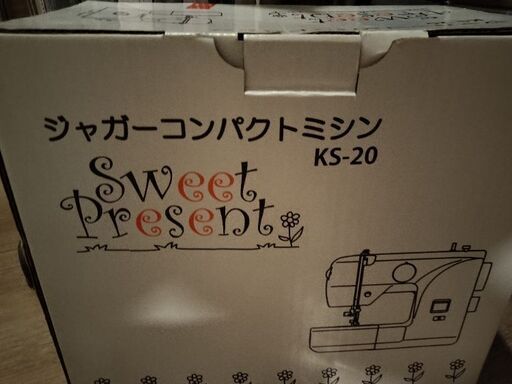 ジャガーコンパクトミシン
KS-20
Sweet
Present